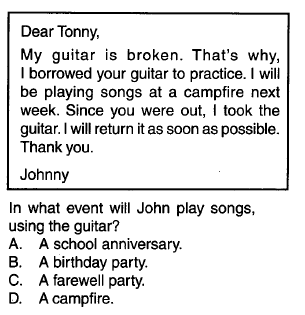 Dear Tonny,
My guitar is broken. That's why,
I borrowed your guitar to practice. I will
be playing songs at a campfire next
week. Since you were out, I took the
guitar. I will return it as soon as possible.
Thank you.
Johnny
In what event will John play songs,
using the guitar?
A. A school anniversary.
B. A birthday party.
C. A farewell party.
D. A campfire.